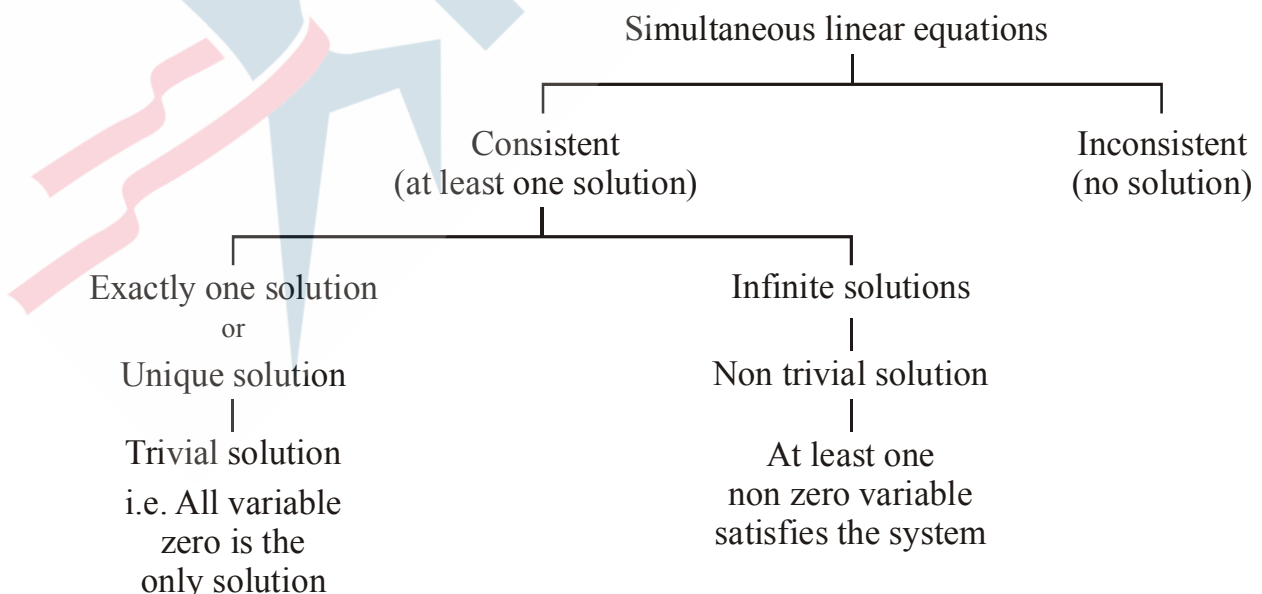 Simultaneous linear equations
Consistent
(at least one solution)
Inconsistent
(no solution)
Exactly one solution
or
Unique solution
Trivial solution
i.e. All variable
zero is the
only solution
Infinite solutions
Non trivial solution
At least one
non zero variable
satisfies the system